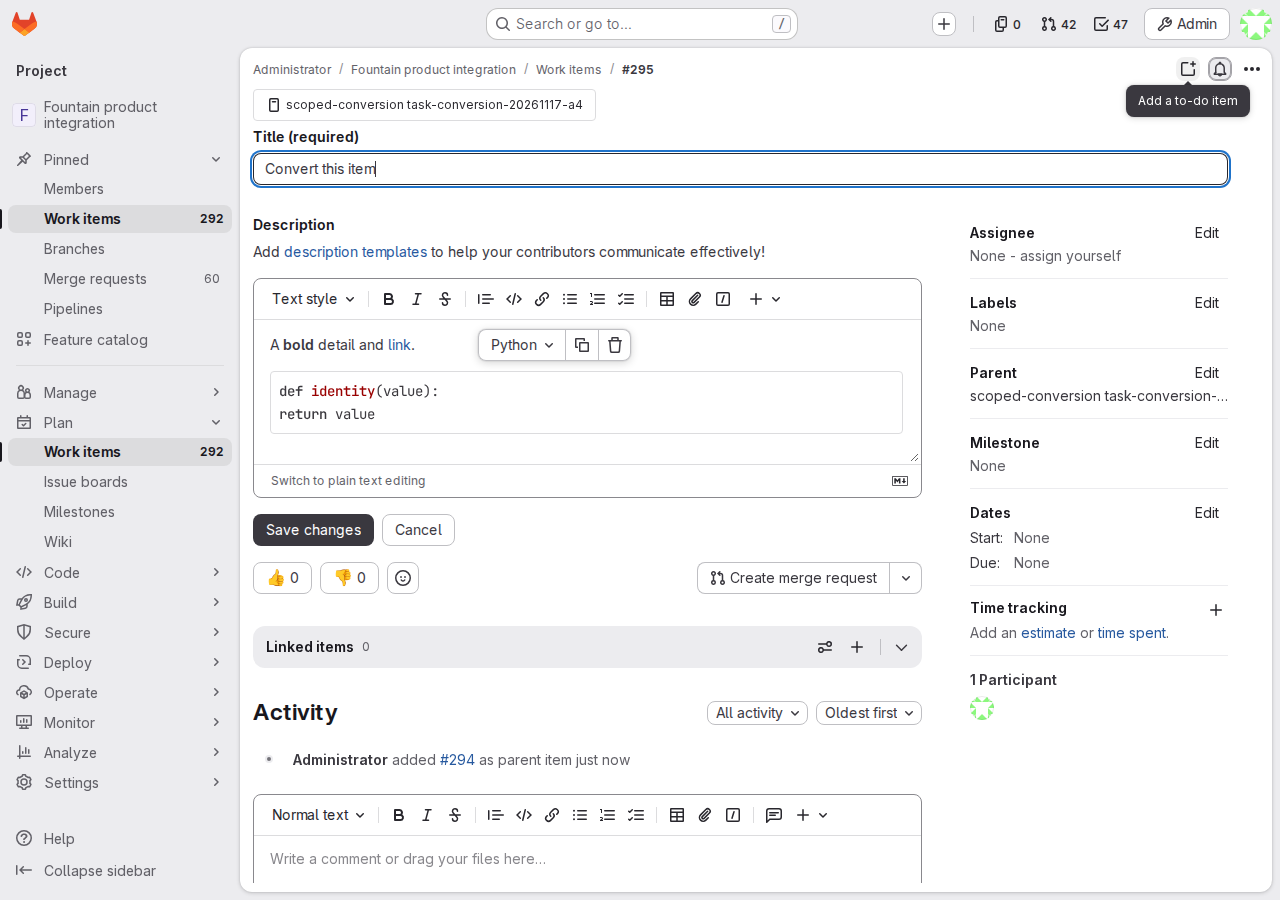 Search or go to...
/
0
42
47
Admin
Project
F
Fountain product
integration
Pinned
Members
Work items 292
Branches
Merge requests 60
Pipelines
Feature catalog
Manage
Plan
Work items 292
Issue boards
Milestones
Wiki
Code
Build
Secure
Deploy
Operate
Monitor
Analyze
Settings
Help
Collapse sidebar
Administrator / Fountain product integration / Work items / #295
Add a to-do item
scoped-conversion task-conversion-20261117-a4
Title (required)
Convert this item
Description
Add description templates to help your contributors communicate effectively!
Text style
A bold detail and link.
Python
def identity(value):
return value
Switch to plain text editing
Save changes
Cancel
👍 0
👎 0
Create merge request
Linked items 0
Activity
All activity
Oldest first
Administrator added #294 as parent item just now
Normal text
Write a comment or drag your files here…
Assignee Edit
None - assign yourself
Labels Edit
None
Parent Edit
scoped-conversion task-conversion-…
Milestone Edit
None
Dates Edit
Start: None
Due: None
Time tracking
Add an estimate or time spent.
1 Participant